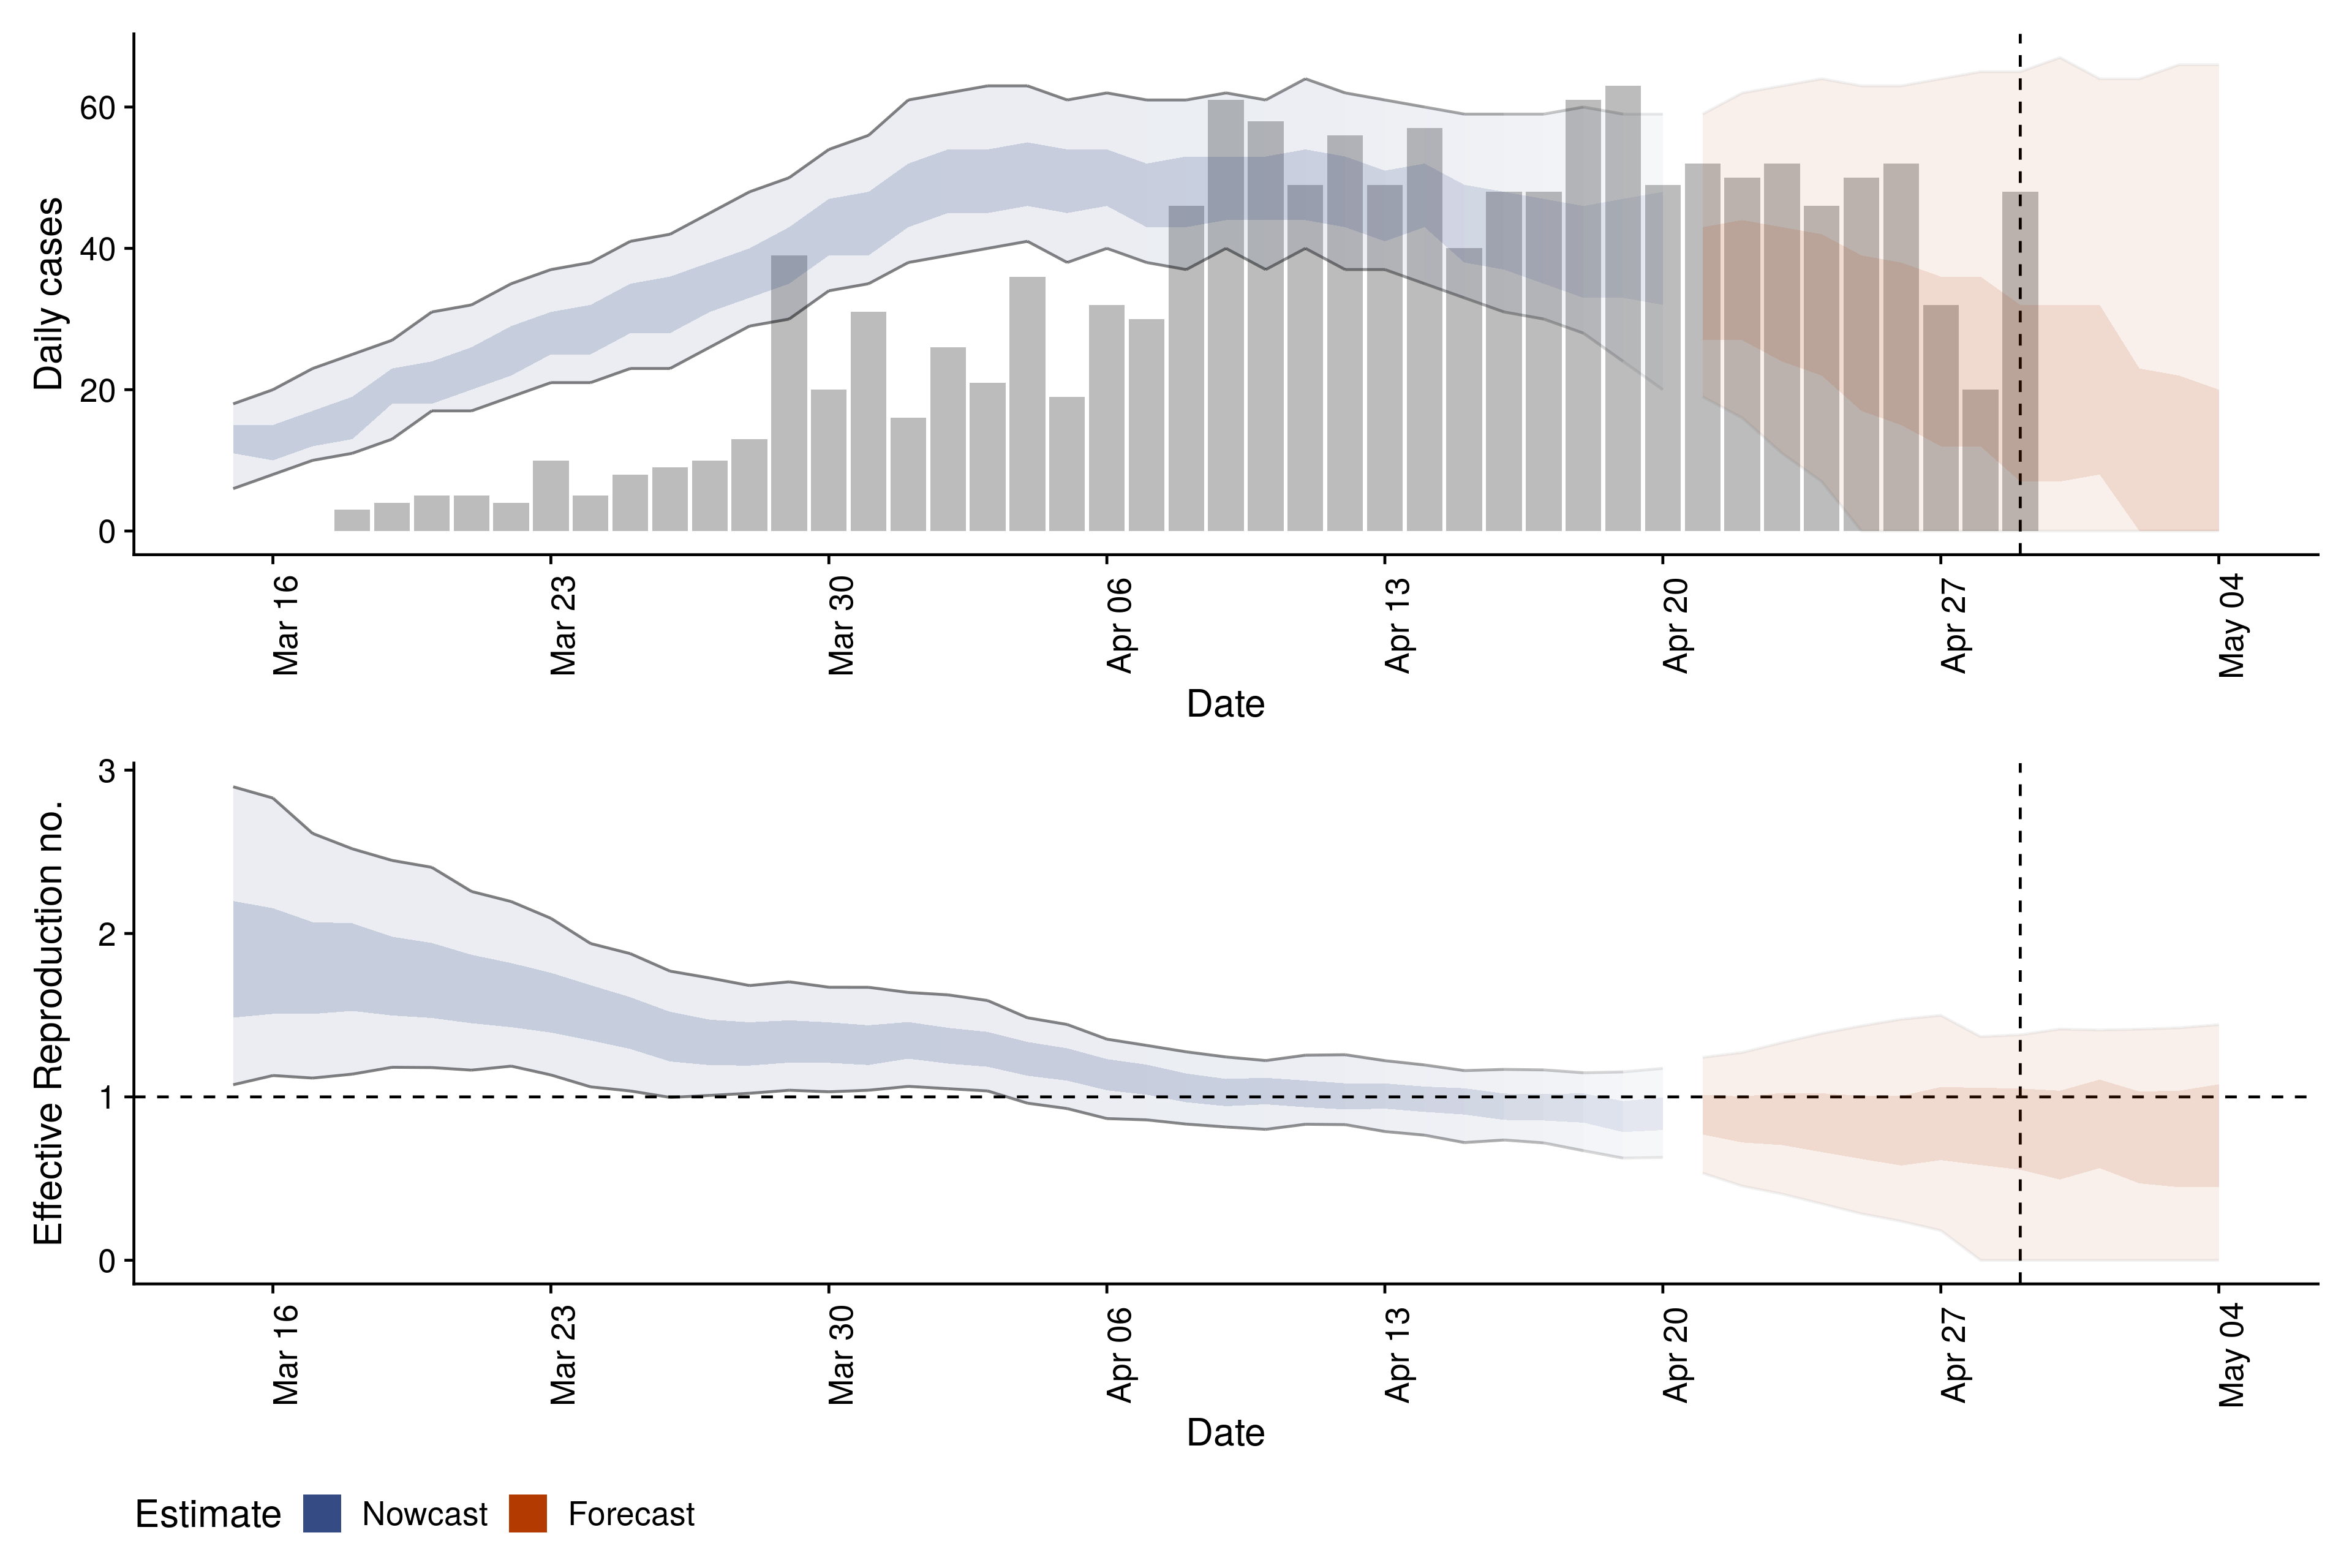 Daily cases
60
40
20
0
Mar 16
Mar 23
Mar 30
Apr 06
Apr 13
Apr 20
Apr 27
May 04
Date
Effective Reproduction no.
3
2
1
0
Mar 16
Mar 23
Mar 30
Apr 06
Apr 13
Apr 20
Apr 27
May 04
Date
Estimate Nowcast Forecast